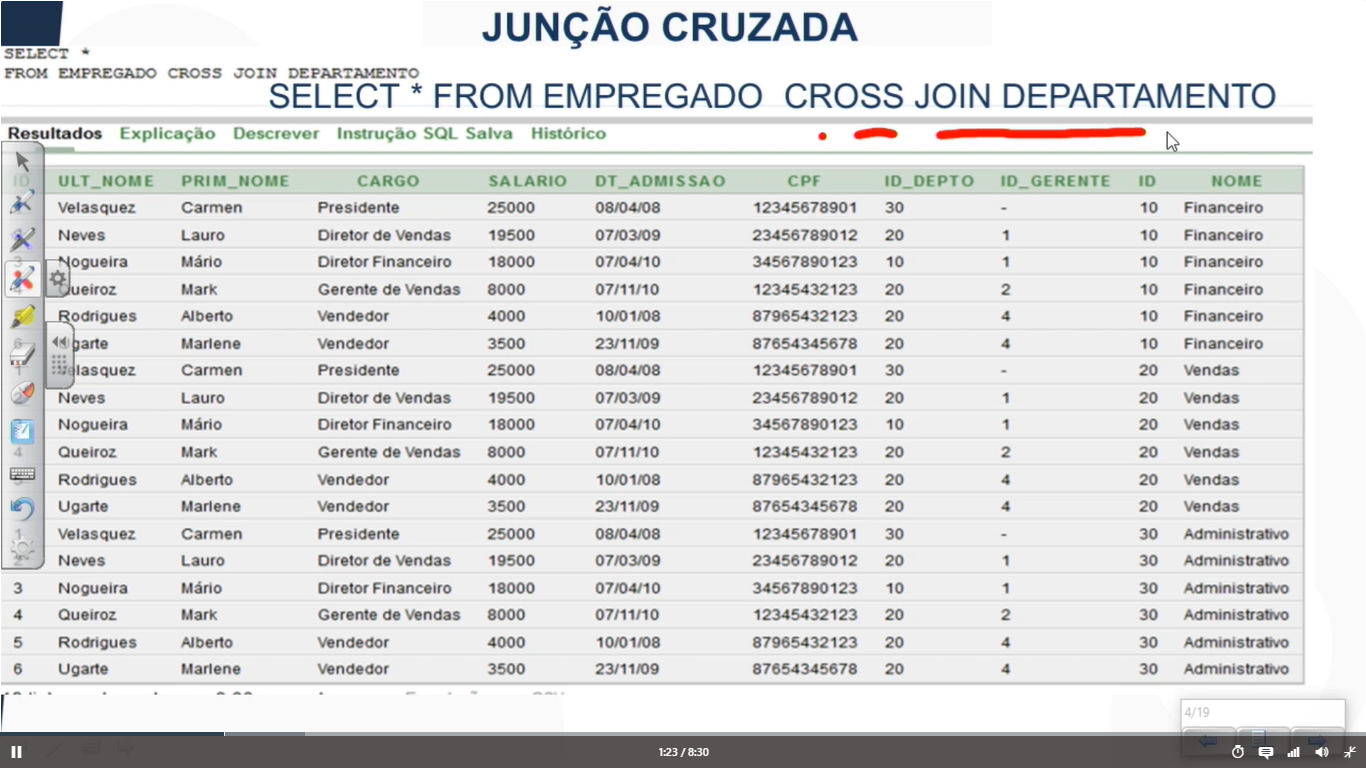 JUNÇÃO CRUZADA
SELECT *
FROM EMPREGADO CROSS JOIN DEPARTAMENTO
SELECT * FROM EMPREGADO CROSS JOIN DEPARTAMENTO
Resultados Explicação Descrever Instrução SQL Salva Histórico
ID ULT_NOME PRIM_NOME CARGO SALARIO DT_ADMISSAO CPF ID_DEPTO ID_GERENTE ID NOME
Velasquez Carmen Presidente 25000 08/04/08 12345678901 30 - 10 Financeiro
Neves Lauro Diretor de Vendas 19500 07/03/09 23456789012 20 1 10 Financeiro
3 Nogueira Mário Diretor Financeiro 18000 07/04/10 34567890123 10 1 10 Financeiro
Queiroz Mark Gerente de Vendas 8000 07/11/10 12345432123 20 2 10 Financeiro
Rodrigues Alberto Vendedor 4000 10/01/08 87965432123 20 4 10 Financeiro
6 Ugarte Marlene Vendedor 3500 23/11/09 87654345678 20 4 10 Financeiro
1 Velasquez Carmen Presidente 25000 08/04/08 12345678901 30 - 20 Vendas
2 Neves Lauro Diretor de Vendas 19500 07/03/09 23456789012 20 1 20 Vendas
Nogueira Mário Diretor Financeiro 18000 07/04/10 34567890123 10 1 20 Vendas
4 Queiroz Mark Gerente de Vendas 8000 07/11/10 12345432123 20 2 20 Vendas
Rodrigues Alberto Vendedor 4000 10/01/08 87965432123 20 4 20 Vendas
Ugarte Marlene Vendedor 3500 23/11/09 87654345678 20 4 20 Vendas
1 Velasquez Carmen Presidente 25000 08/04/08 12345678901 30 - 30 Administrativo
2 Neves Lauro Diretor de Vendas 19500 07/03/09 23456789012 20 1 30 Administrativo
3 Nogueira Mário Diretor Financeiro 18000 07/04/10 34567890123 10 1 30 Administrativo
4 Queiroz Mark Gerente de Vendas 8000 07/11/10 12345432123 20 2 30 Administrativo
5 Rodrigues Alberto Vendedor 4000 10/01/08 87965432123 20 4 30 Administrativo
6 Ugarte Marlene Vendedor 3500 23/11/09 87654345678 20 4 30 Administrativo
4/19
1:23 / 8:30